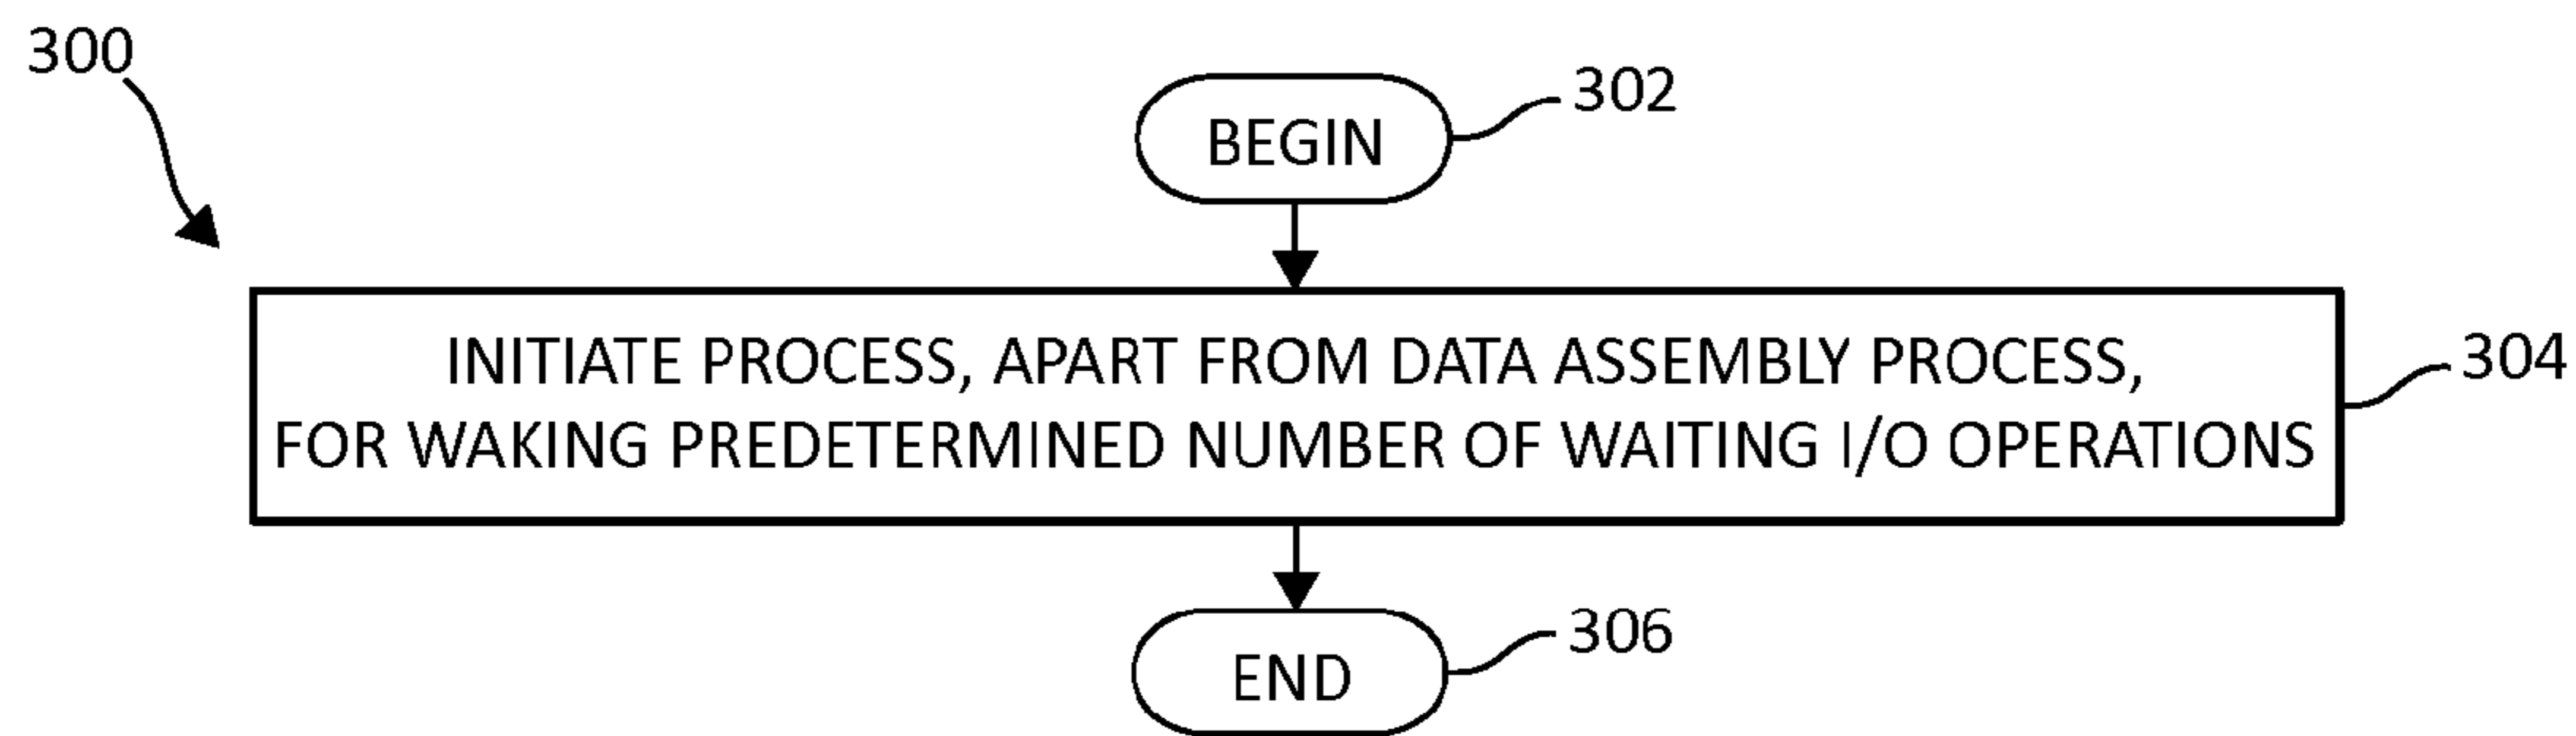 300
302
BEGIN
INITIATE PROCESS, APART FROM DATA ASSEMBLY PROCESS,
FOR WAKING PREDETERMINED NUMBER OF WAITING I/O OPERATIONS
304
306
END